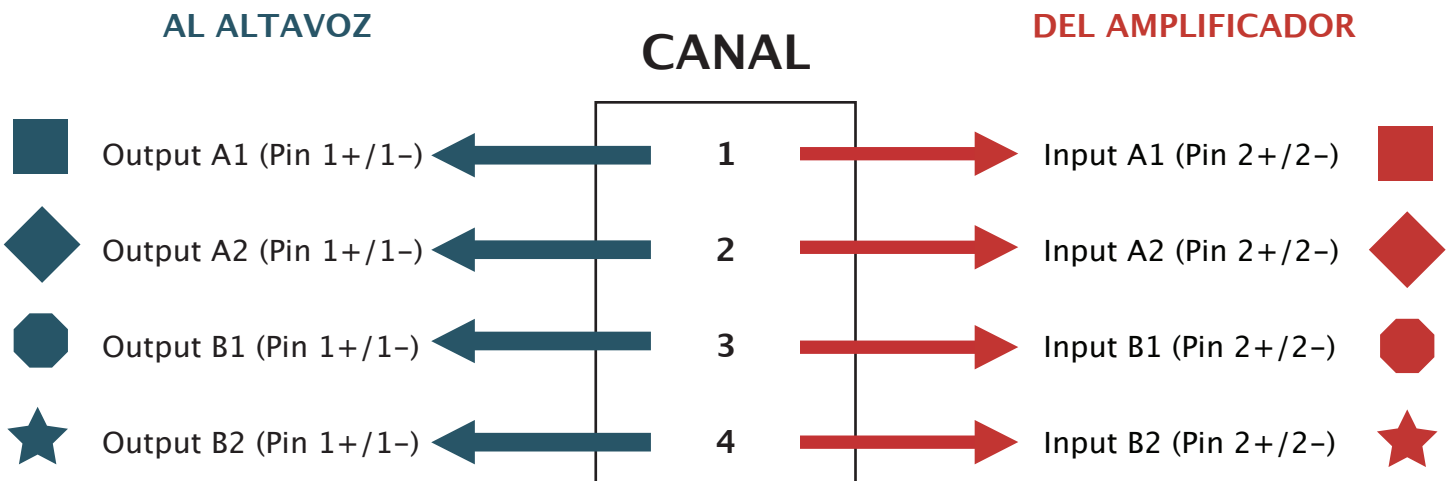 AL ALTAVOZ
CANAL
DEL AMPLIFICADOR
Output A1 (Pin 1+/1–)
1
Input A1 (Pin 2+/2–)
Output A2 (Pin 1+/1–)
2
Input A2 (Pin 2+/2–)
Output B1 (Pin 1+/1–)
3
Input B1 (Pin 2+/2–)
Output B2 (Pin 1+/1–)
4
Input B2 (Pin 2+/2–)